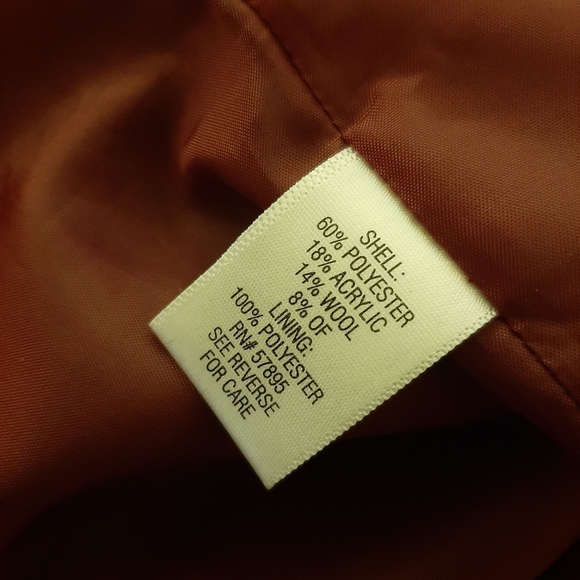 SHELL:
60% POLYESTER
18% ACRYLIC
14% WOOL
8% OF
LINING:
100% POLYESTER
RN# 57895
SEE REVERSE
FOR CARE